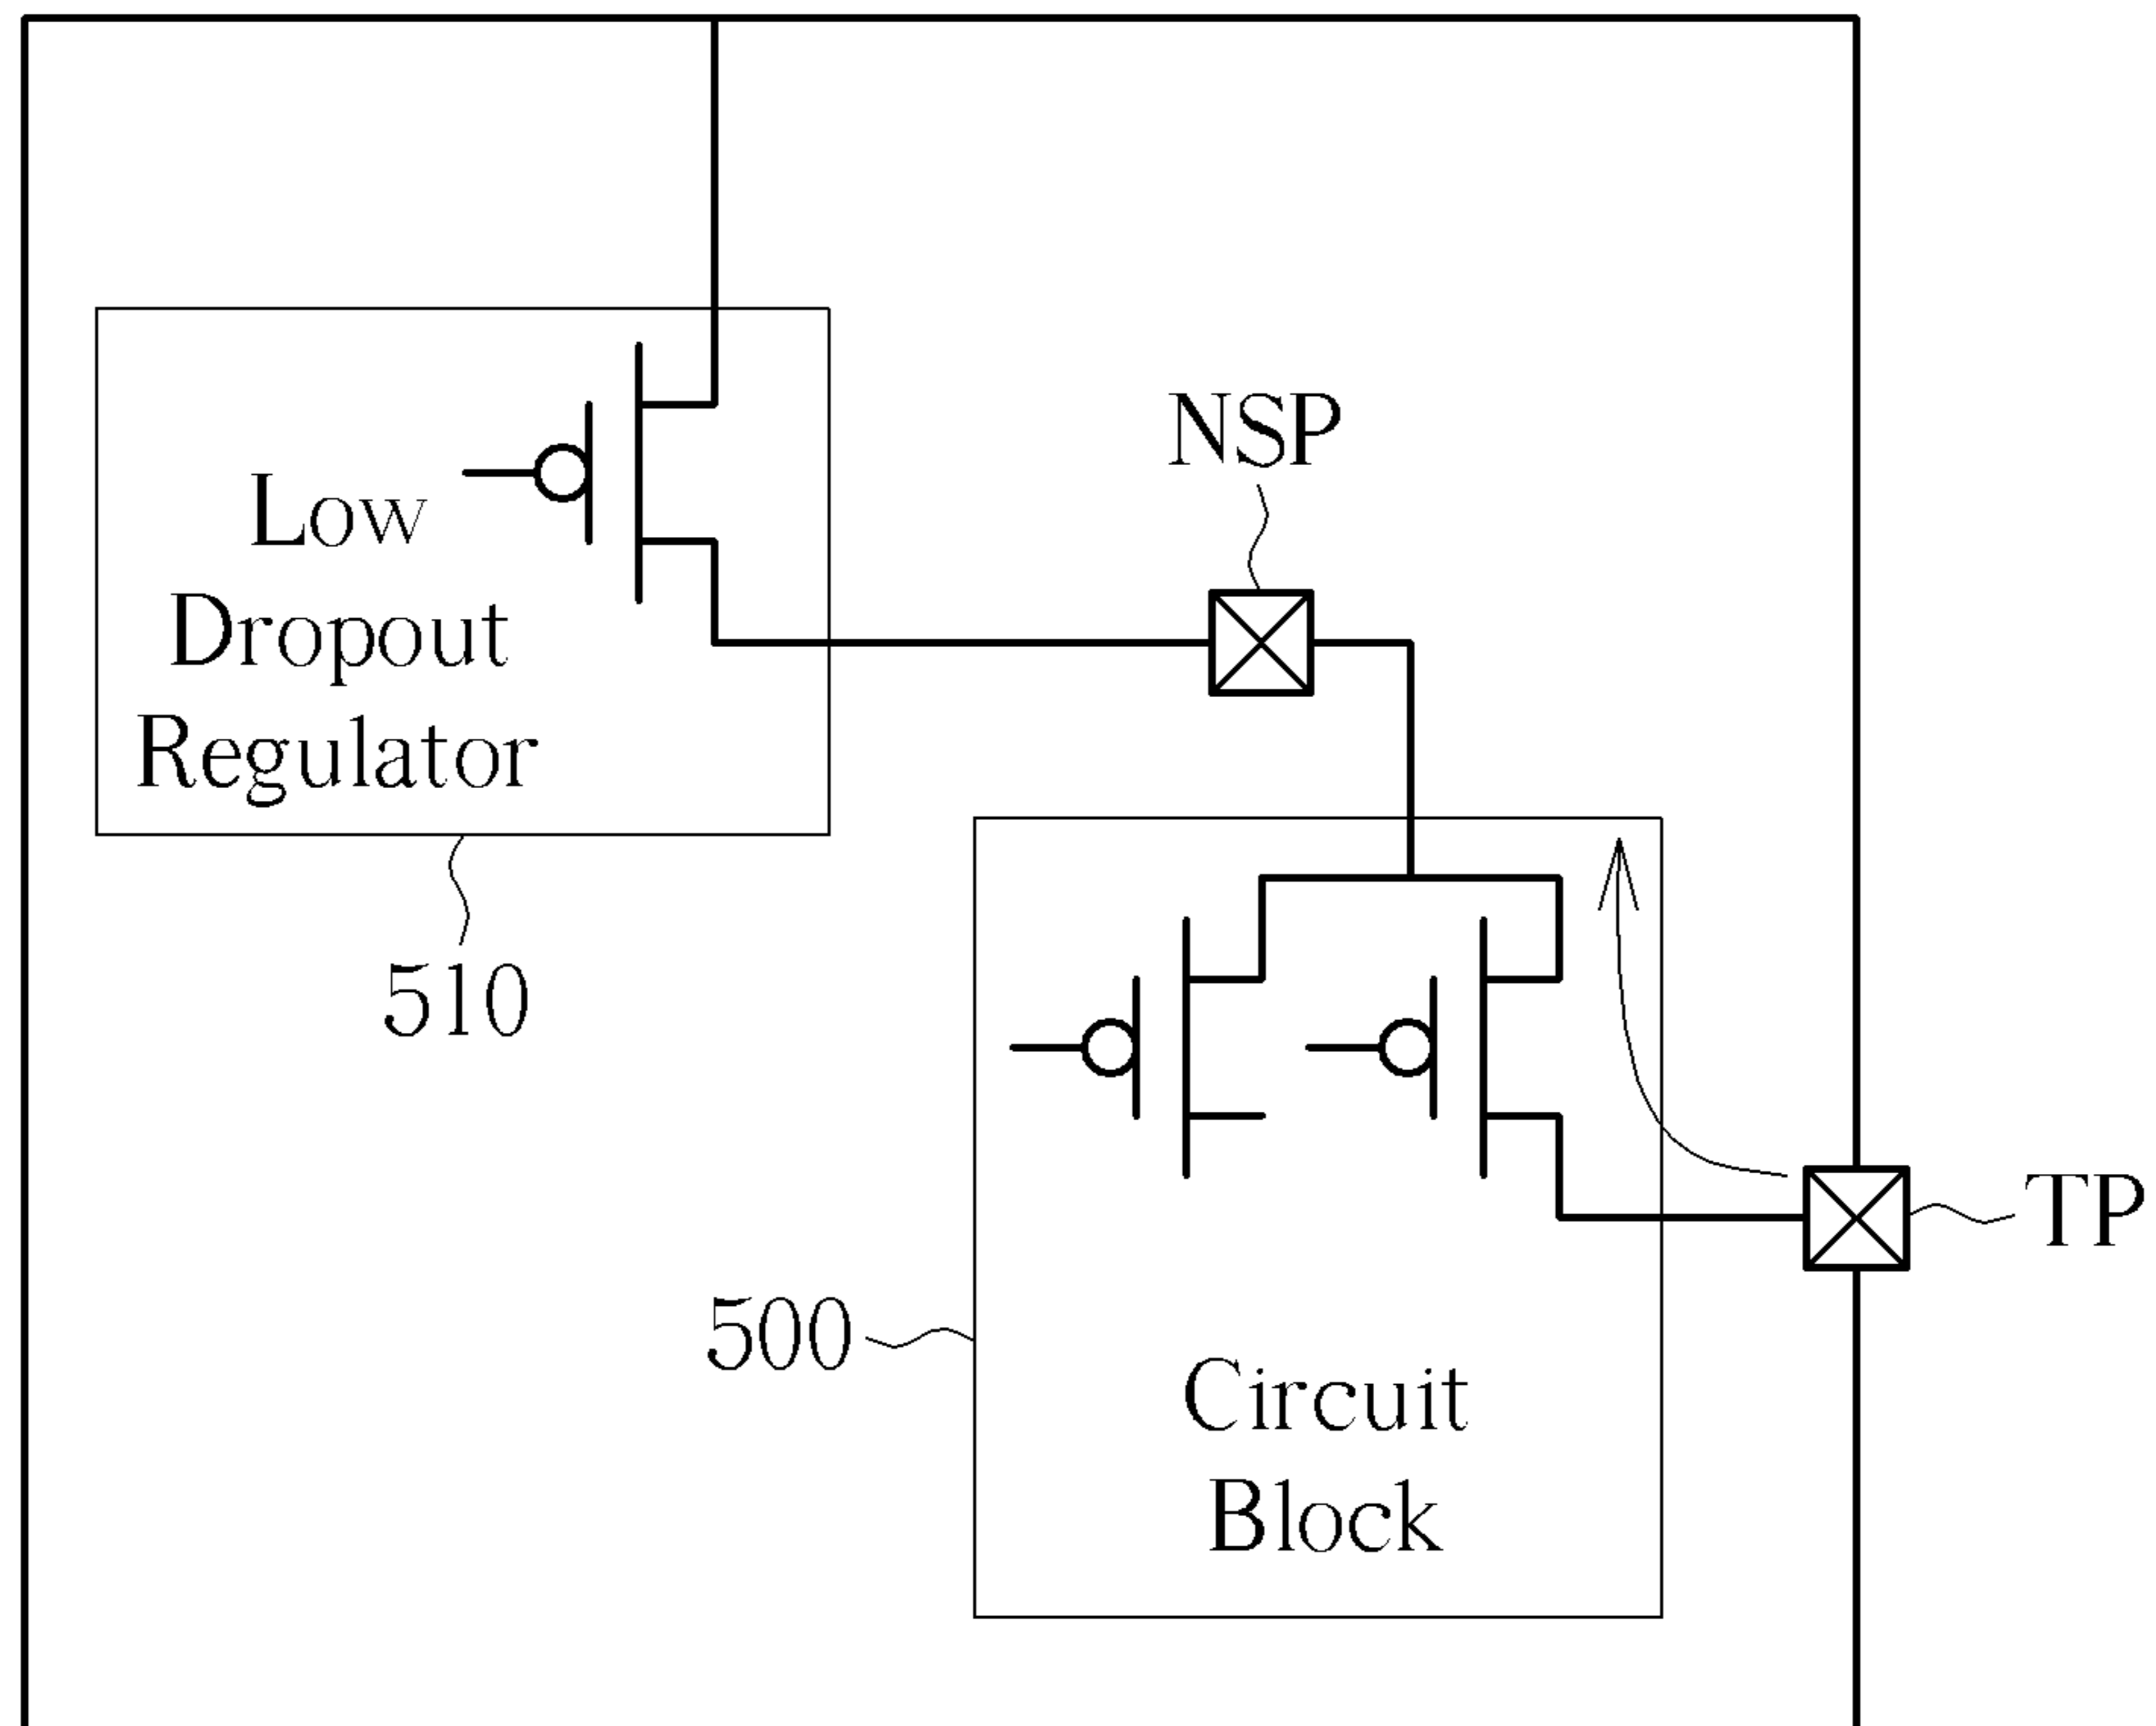 NSP
Low
Dropout
Regulator
510
TP
500
Circuit
Block